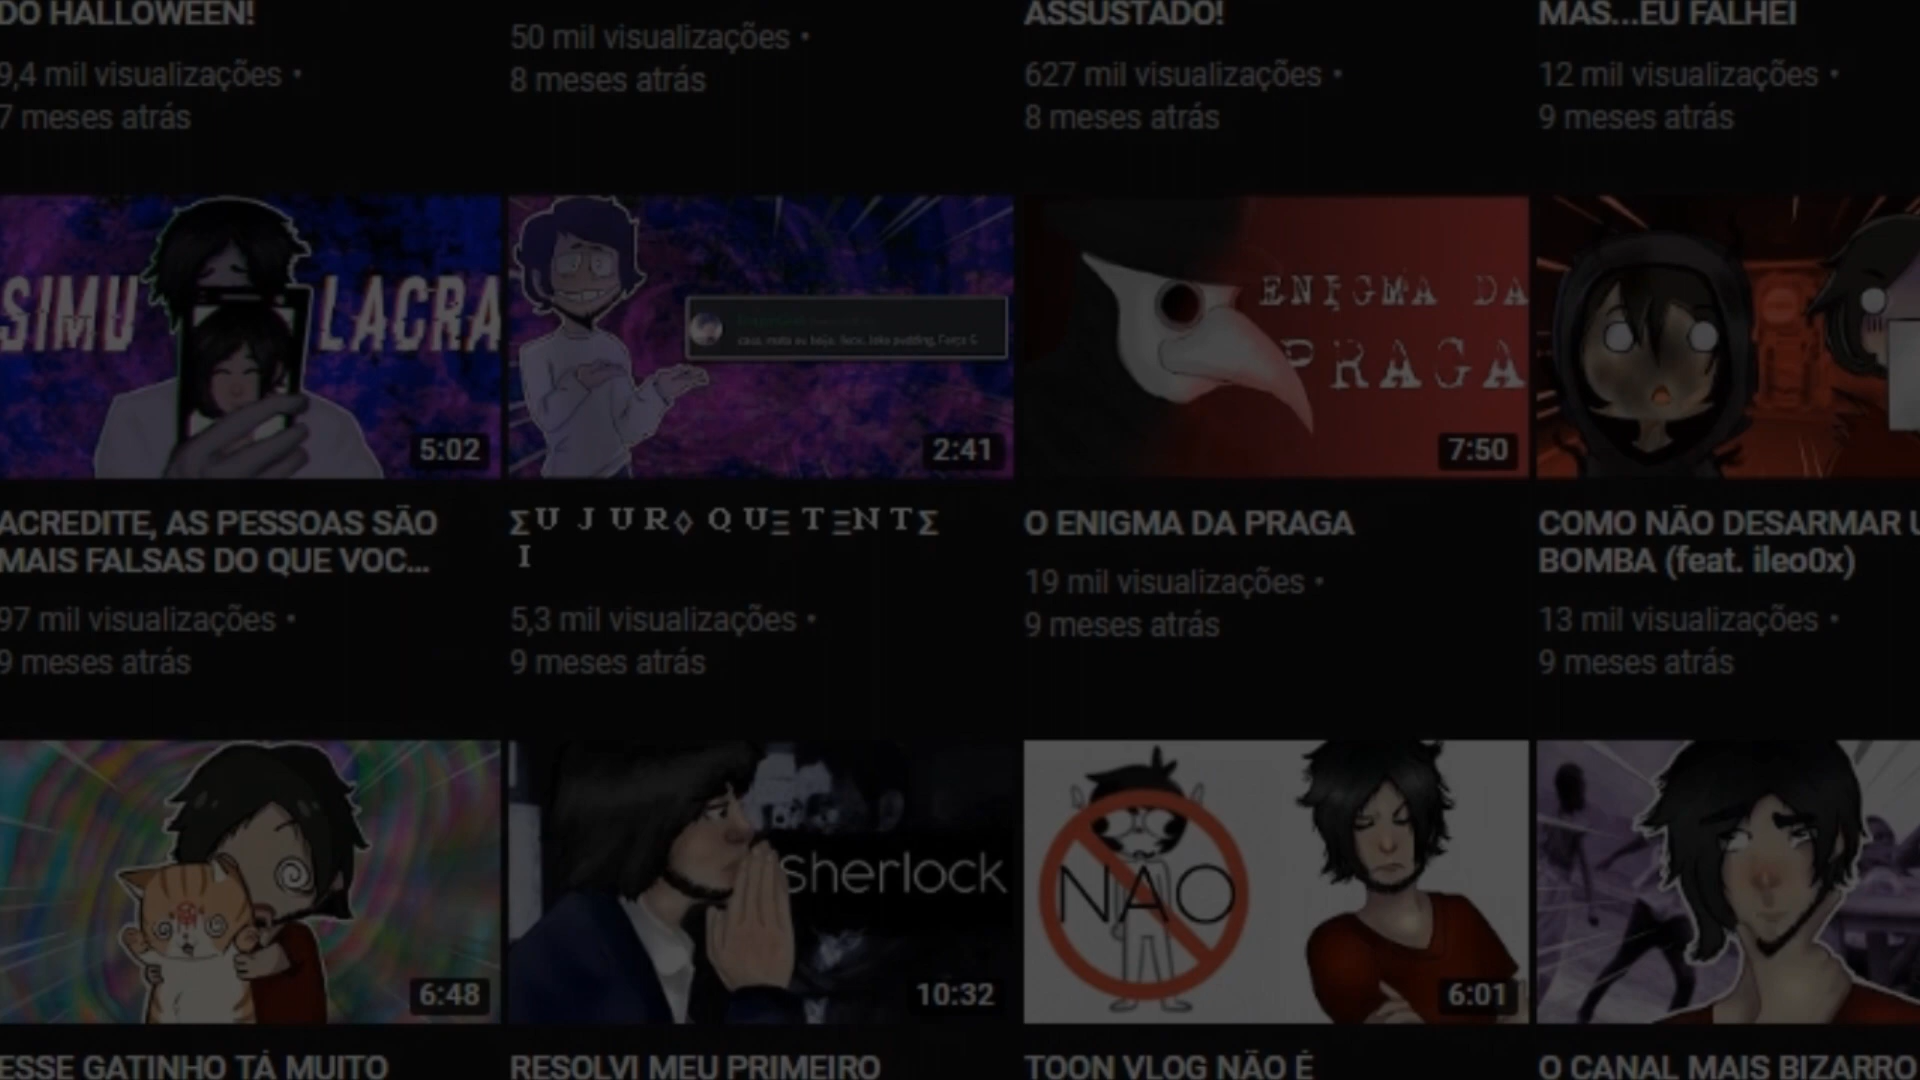 DO HALLOWEEN!
9,4 mil visualizações •
7 meses atrás
50 mil visualizações •
8 meses atrás
ASSUSTADO!
627 mil visualizações •
8 meses atrás
MAS...EU FALHEI
12 mil visualizações •
9 meses atrás
SIMU LACRA
5:02
2:41
ENIGMA DA
PRAGA
7:50
ACREDITE, AS PESSOAS SÃO
MAIS FALSAS DO QUE VOC...
97 mil visualizações •
9 meses atrás
ΣU J U R◊ Q UΞ T ΞN T Σ
I
5,3 mil visualizações •
9 meses atrás
O ENIGMA DA PRAGA
19 mil visualizações •
9 meses atrás
COMO NÃO DESARMAR U
BOMBA (feat. ileo0x)
13 mil visualizações •
9 meses atrás
6:48
Sherlock
10:32
NÃO
6:01
ESSE GATINHO TÁ MUITO
RESOLVI MEU PRIMEIRO
TOON VLOG NÃO É
O CANAL MAIS BIZARRO